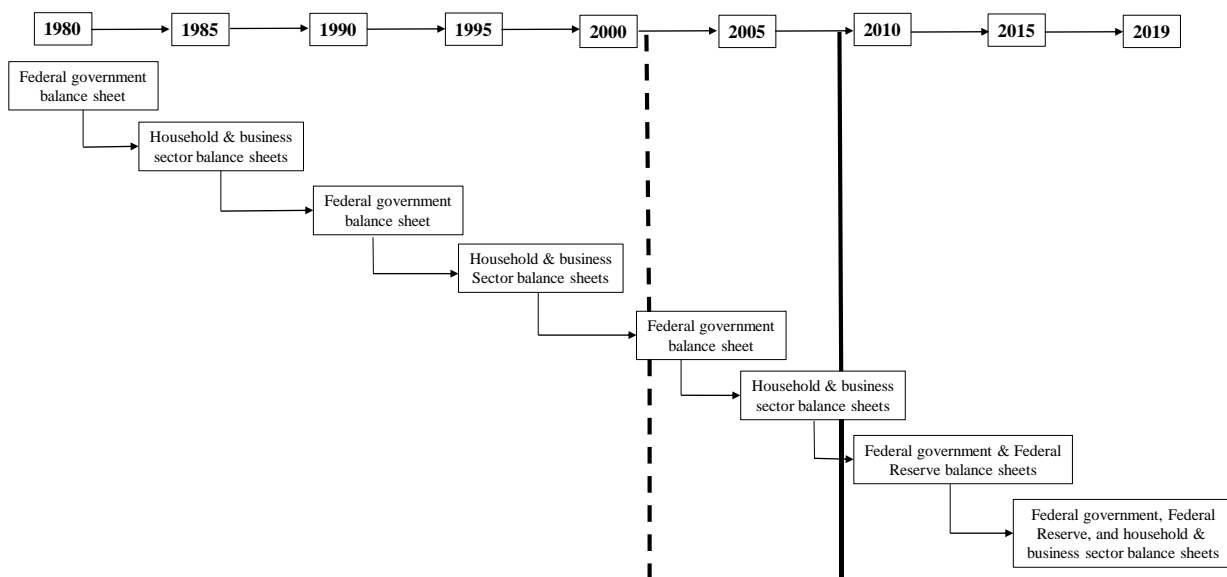 1980
1985
1990
1995
2000
2005
2010
2015
2019
Federal government
balance sheet
Household & business
sector balance sheets
Federal government
balance sheet
Household & business
Sector balance sheets
Federal government
balance sheet
Household & business
sector balance sheets
Federal government & Federal
Reserve balance sheets
Federal government, Federal
Reserve, and household &
business sector balance sheets